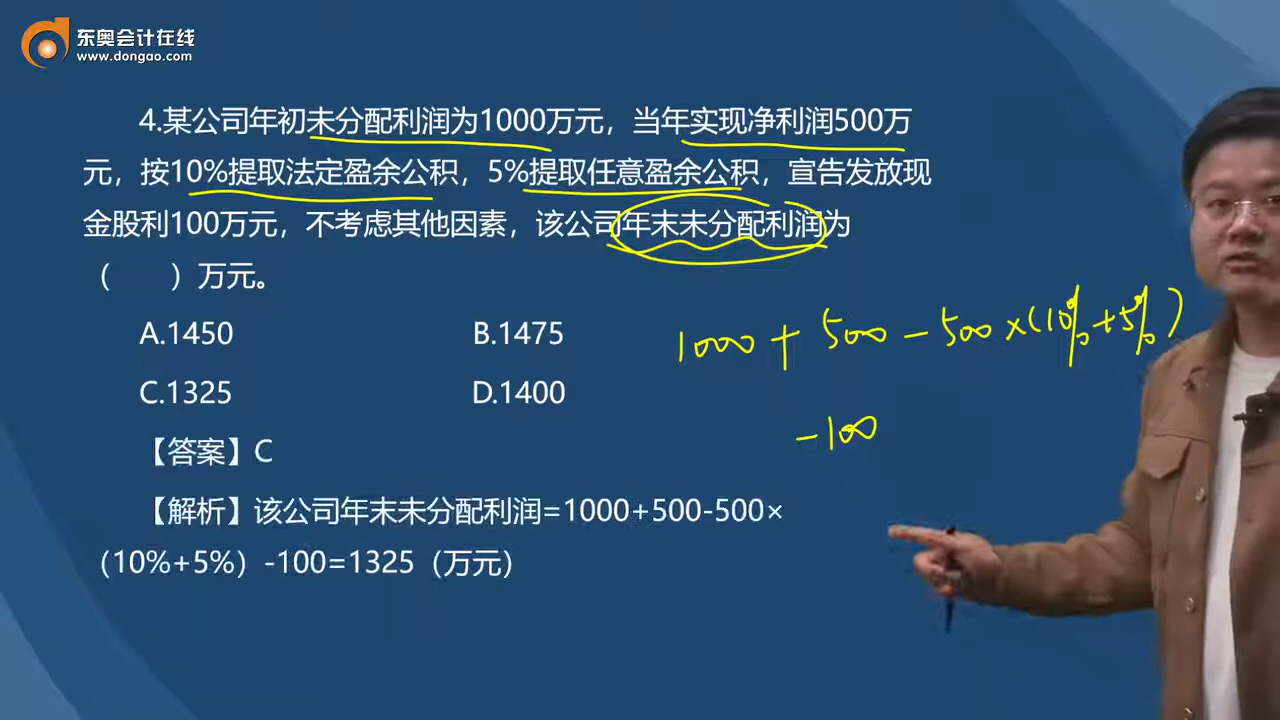 东奥会计在线
www.dongao.com
4.某公司年初未分配利润为1000万元，当年实现净利润500万
元，按10%提取法定盈余公积，5%提取任意盈余公积，宣告发放现
金股利100万元，不考虑其他因素，该公司年末未分配利润为
（　　）万元。
A.1450　　B.1475
C.1325　　D.1400
1000 + 500 - 500 ×(10%+5%)
-100
【答案】C
【解析】该公司年末未分配利润=1000+500-500×
（10%+5%）-100=1325（万元）